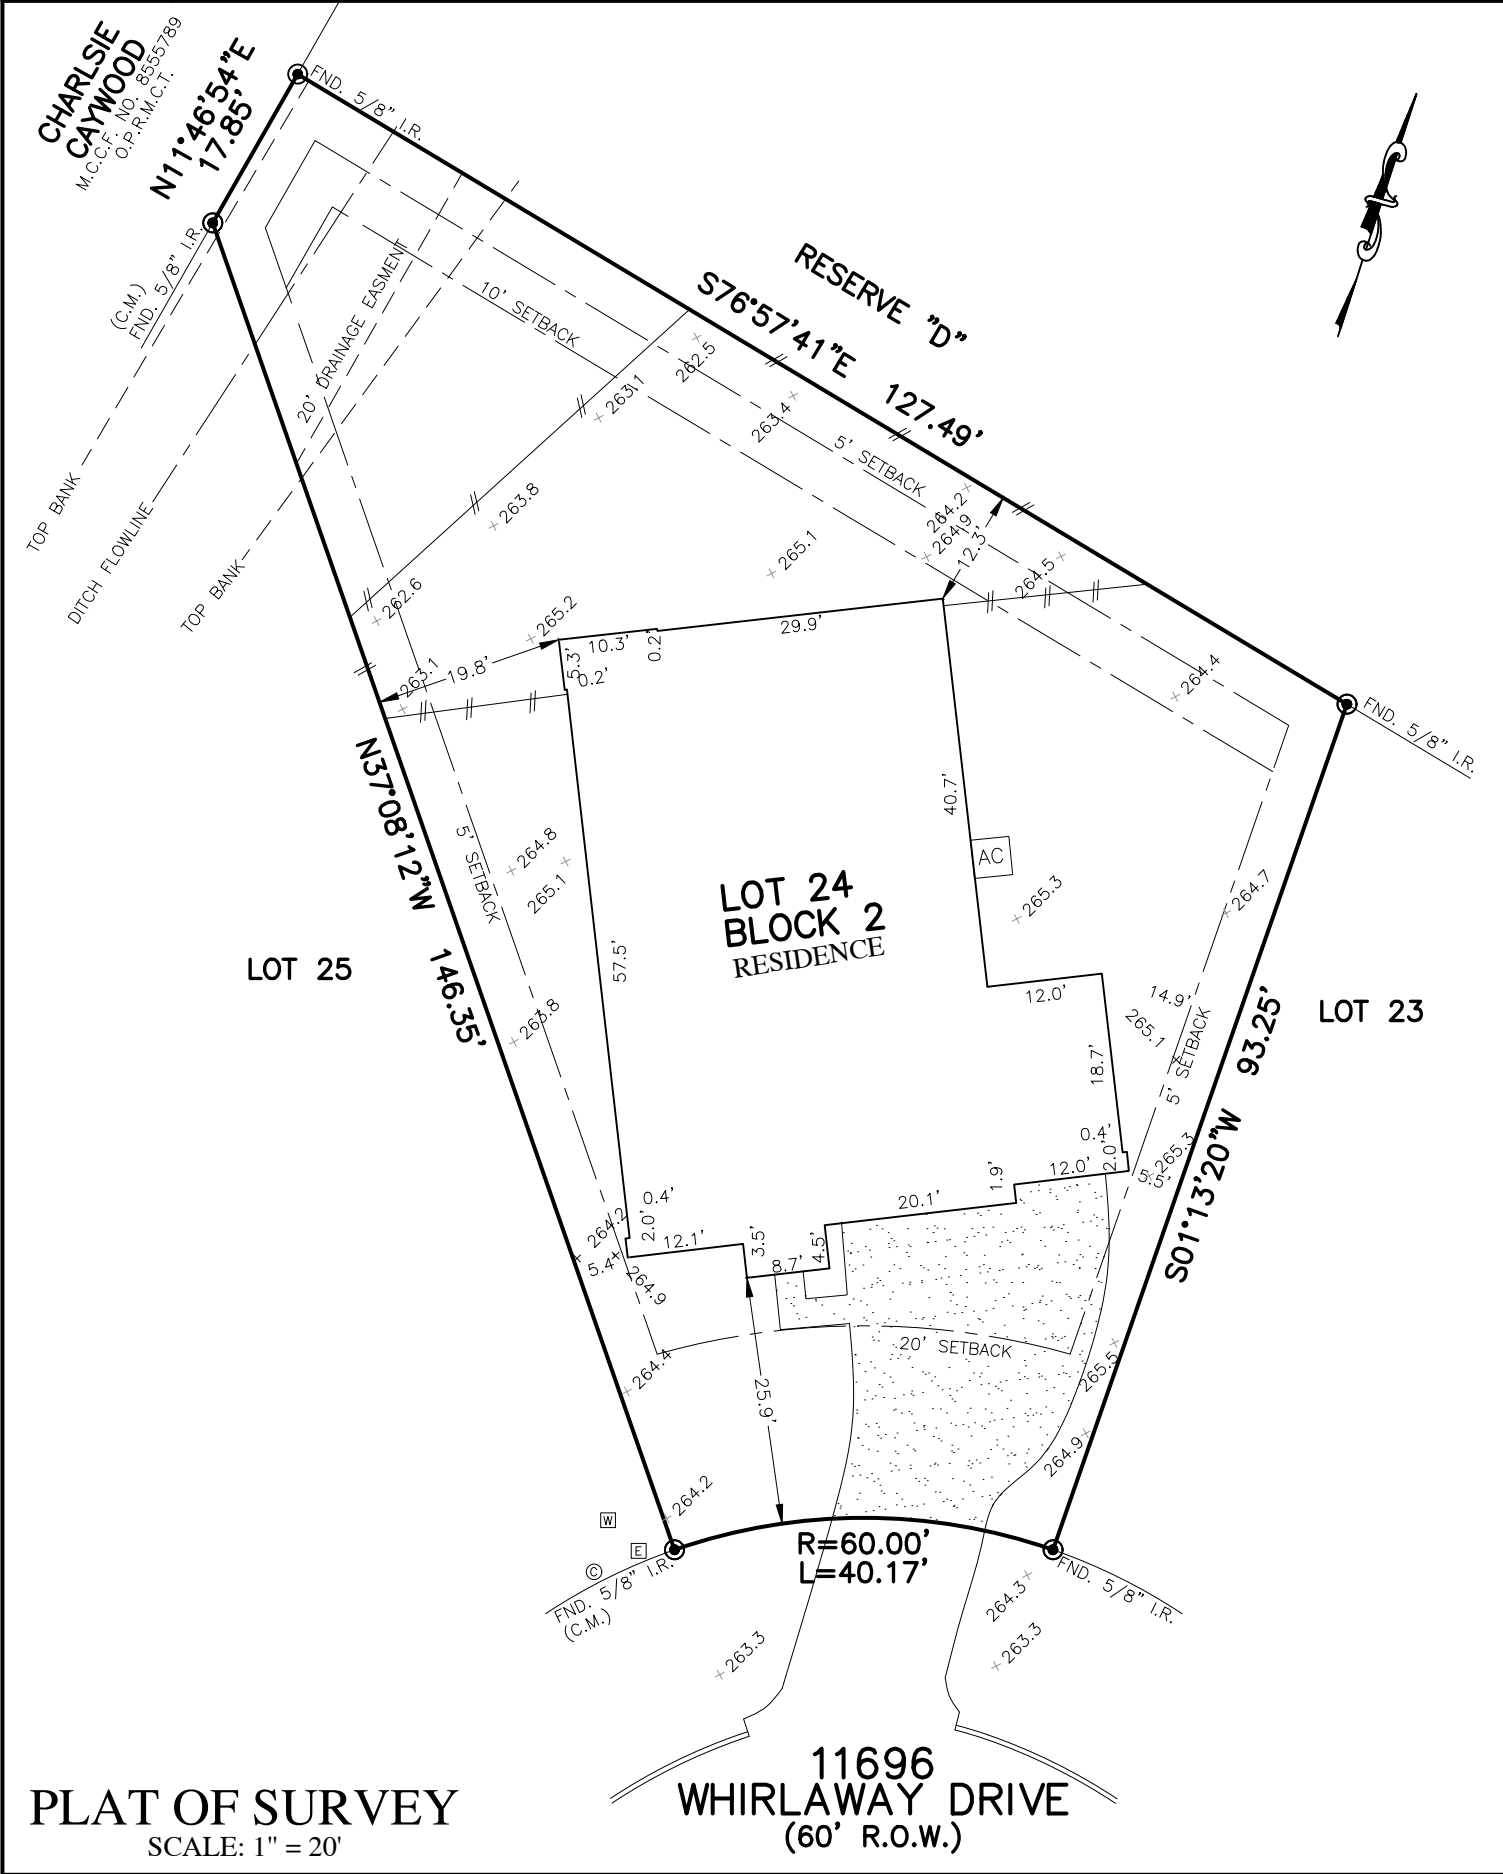 CHARLSIE
CAYWOOD
M.C.C.F. NO. 8555789
O.P.R.M.C.T.
N11°46'54"E
17.85'
FND. 5/8" I.R.
(C.M.)
FND. 5/8" I.R.
RESERVE "D"
S76°57'41"E 127.49'
10' SETBACK
20' DRAINAGE EASMENT
5' SETBACK
TOP BANK
DITCH FLOWLINE
TOP BANK
262.5
263.1
263.4
263.8
264.2
264.9
12.3'
265.1
264.5
262.6
265.2
29.9'
10.3'
0.2'
5.3'
0.2'
19.8'
263.1
264.4
FND. 5/8" I.R.
N37°08'12"W 146.35'
5' SETBACK
264.8
265.1
40.7'
AC
LOT 24
BLOCK 2
RESIDENCE
265.3
264.7
57.5'
LOT 25
263.8
12.0'
14.9'
265.1
5' SETBACK
LOT 23
18.7'
S01°13'20"W 93.25'
0.4'
2.0'
12.0'
265.3
5.5'
1.9'
20.1'
0.4'
2.0'
12.1'
264.2
5.4'
264.9
3.5'
4.5'
8.7'
20' SETBACK
264.4
265.5
25.9'
264.9
264.2
W
E
C
R=60.00'
L=40.17'
FND. 5/8" I.R.
(C.M.)
FND. 5/8" I.R.
264.3
263.3
263.3
11696
WHIRLAWAY DRIVE
(60' R.O.W.)
PLAT OF SURVEY
SCALE: 1" = 20'